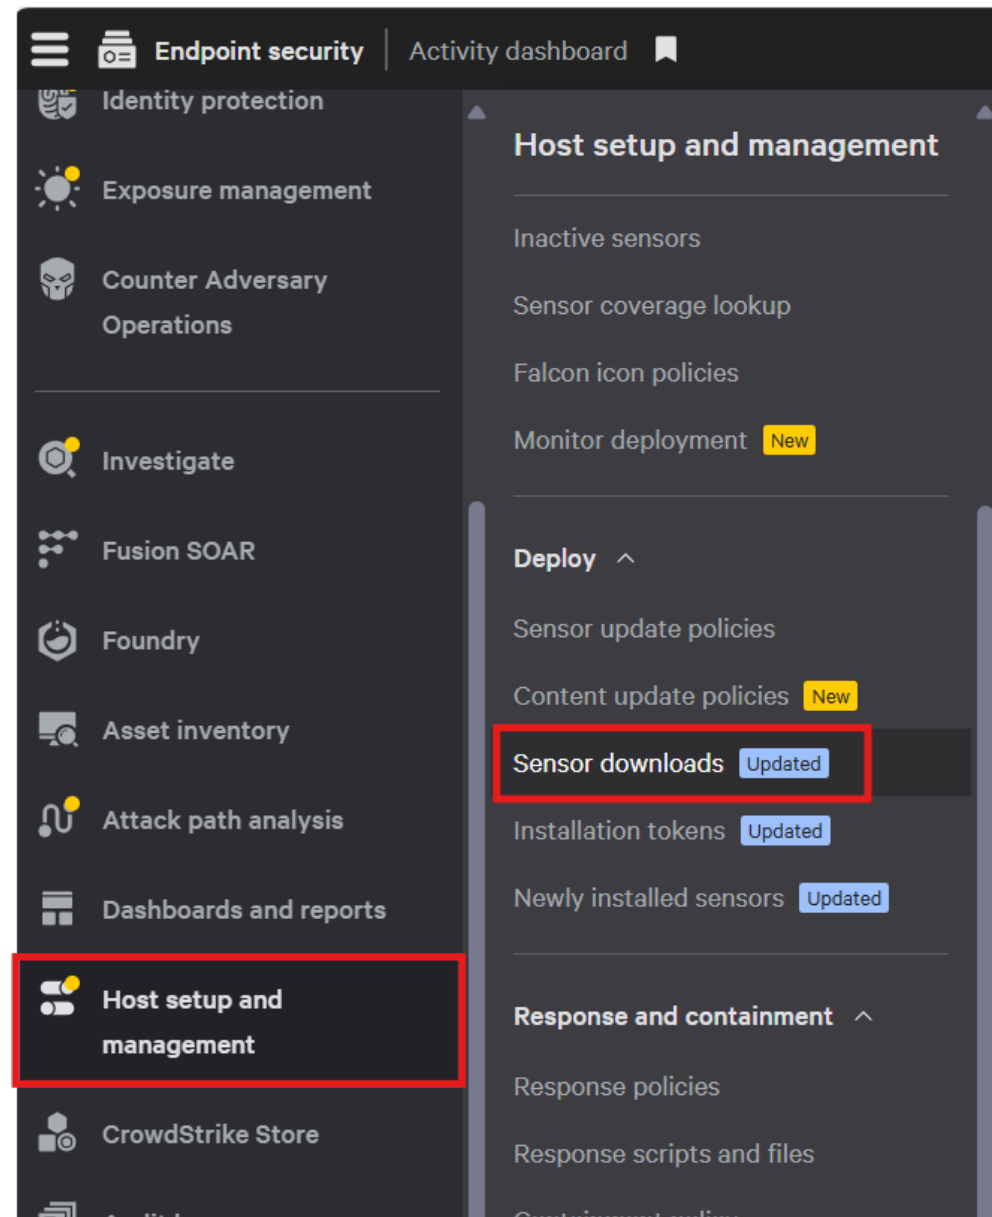 Endpoint security
Activity dashboard
Identity protection
Exposure management
Counter Adversary
Operations
Investigate
Fusion SOAR
Foundry
Asset inventory
Attack path analysis
Dashboards and reports
Host setup and
management
CrowdStrike Store
Host setup and management
Inactive sensors
Sensor coverage lookup
Falcon icon policies
Monitor deployment New
Deploy
Sensor update policies
Content update policies New
Sensor downloads Updated
Installation tokens Updated
Newly installed sensors Updated
Response and containment
Response policies
Response scripts and files